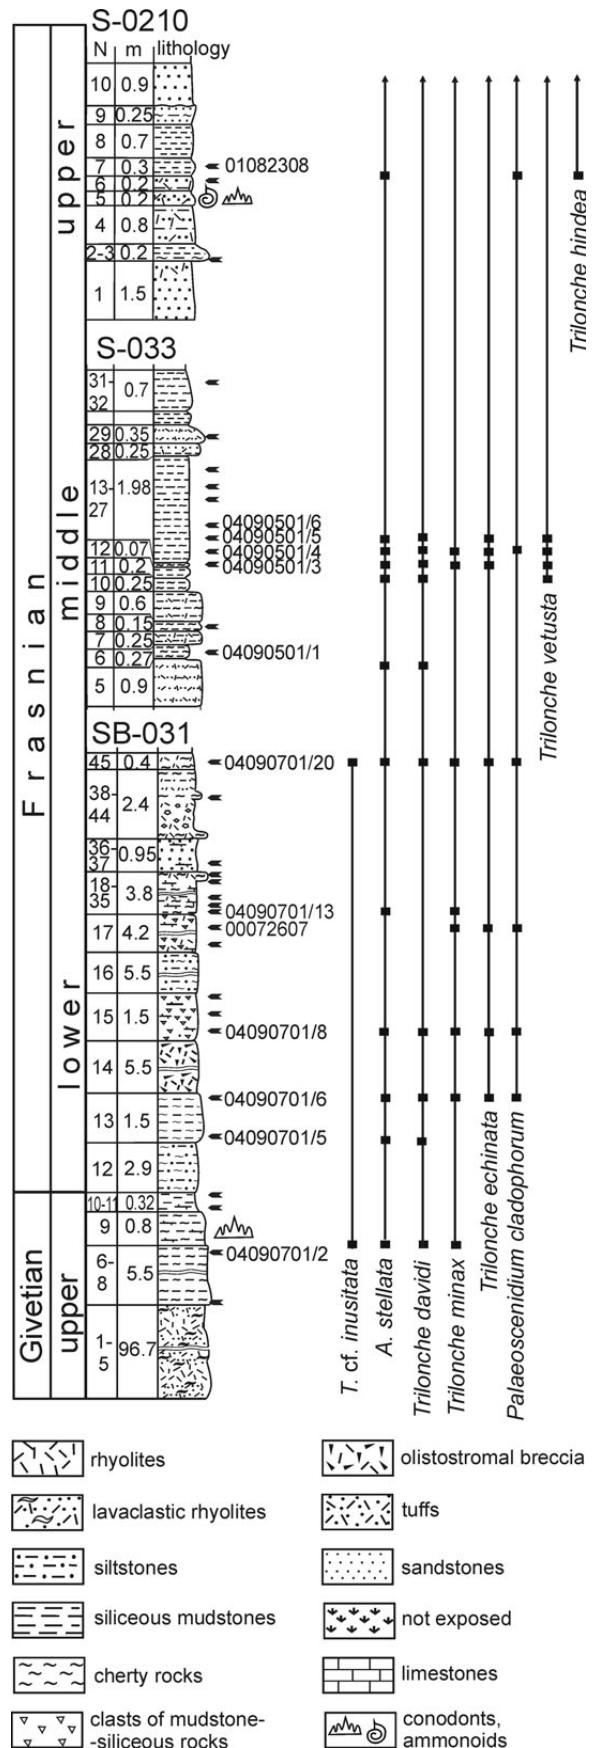 S-0210
N m lithology
10 0.9
9 0.25
8 0.7
7 0.3 01082308
6 0.2
5 0.2
4 0.8
2-3 0.2
1 1.5
S-033
31-32 0.7
29 0.35
28 0.25
13-27 1.98
04090501/6
04090501/5
12 0.07 04090501/4
11 0.2 04090501/3
10 0.25
9 0.6
8 0.15
7 0.25
6 0.27 04090501/1
5 0.9
SB-031
45 0.4 04090701/20
38-44 2.4
36-37 0.95
18-35 3.8
04090701/13
17 4.2 00072607
16 5.5
15 1.5 04090701/8
14 5.5
04090701/6
13 1.5
04090701/5
12 2.9
10-11 0.32
9 0.8
6-8 5.5 04090701/2
1-5 96.7
Frasnian
upper
middle
lower
Givetian
upper
T. cf. inusitata
A. stellata
Trilonche davidi
Trilonche minax
Trilonche echinata
Palaeoscenidium cladophorum
Trilonche vetusta
Trilonche hindea
rhyolites
lavaclastic rhyolites
siltstones
siliceous mudstones
cherty rocks
clasts of mudstone-
-siliceous rocks
olistostromal breccia
tuffs
sandstones
not exposed
limestones
conodonts,
ammonoids